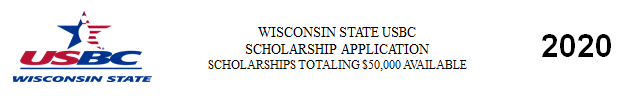 USBC
WISCONSIN STATE
WISCONSIN STATE USBC
SCHOLARSHIP APPLICATION
SCHOLARSHIPS TOTALING $50,000 AVAILABLE
2020